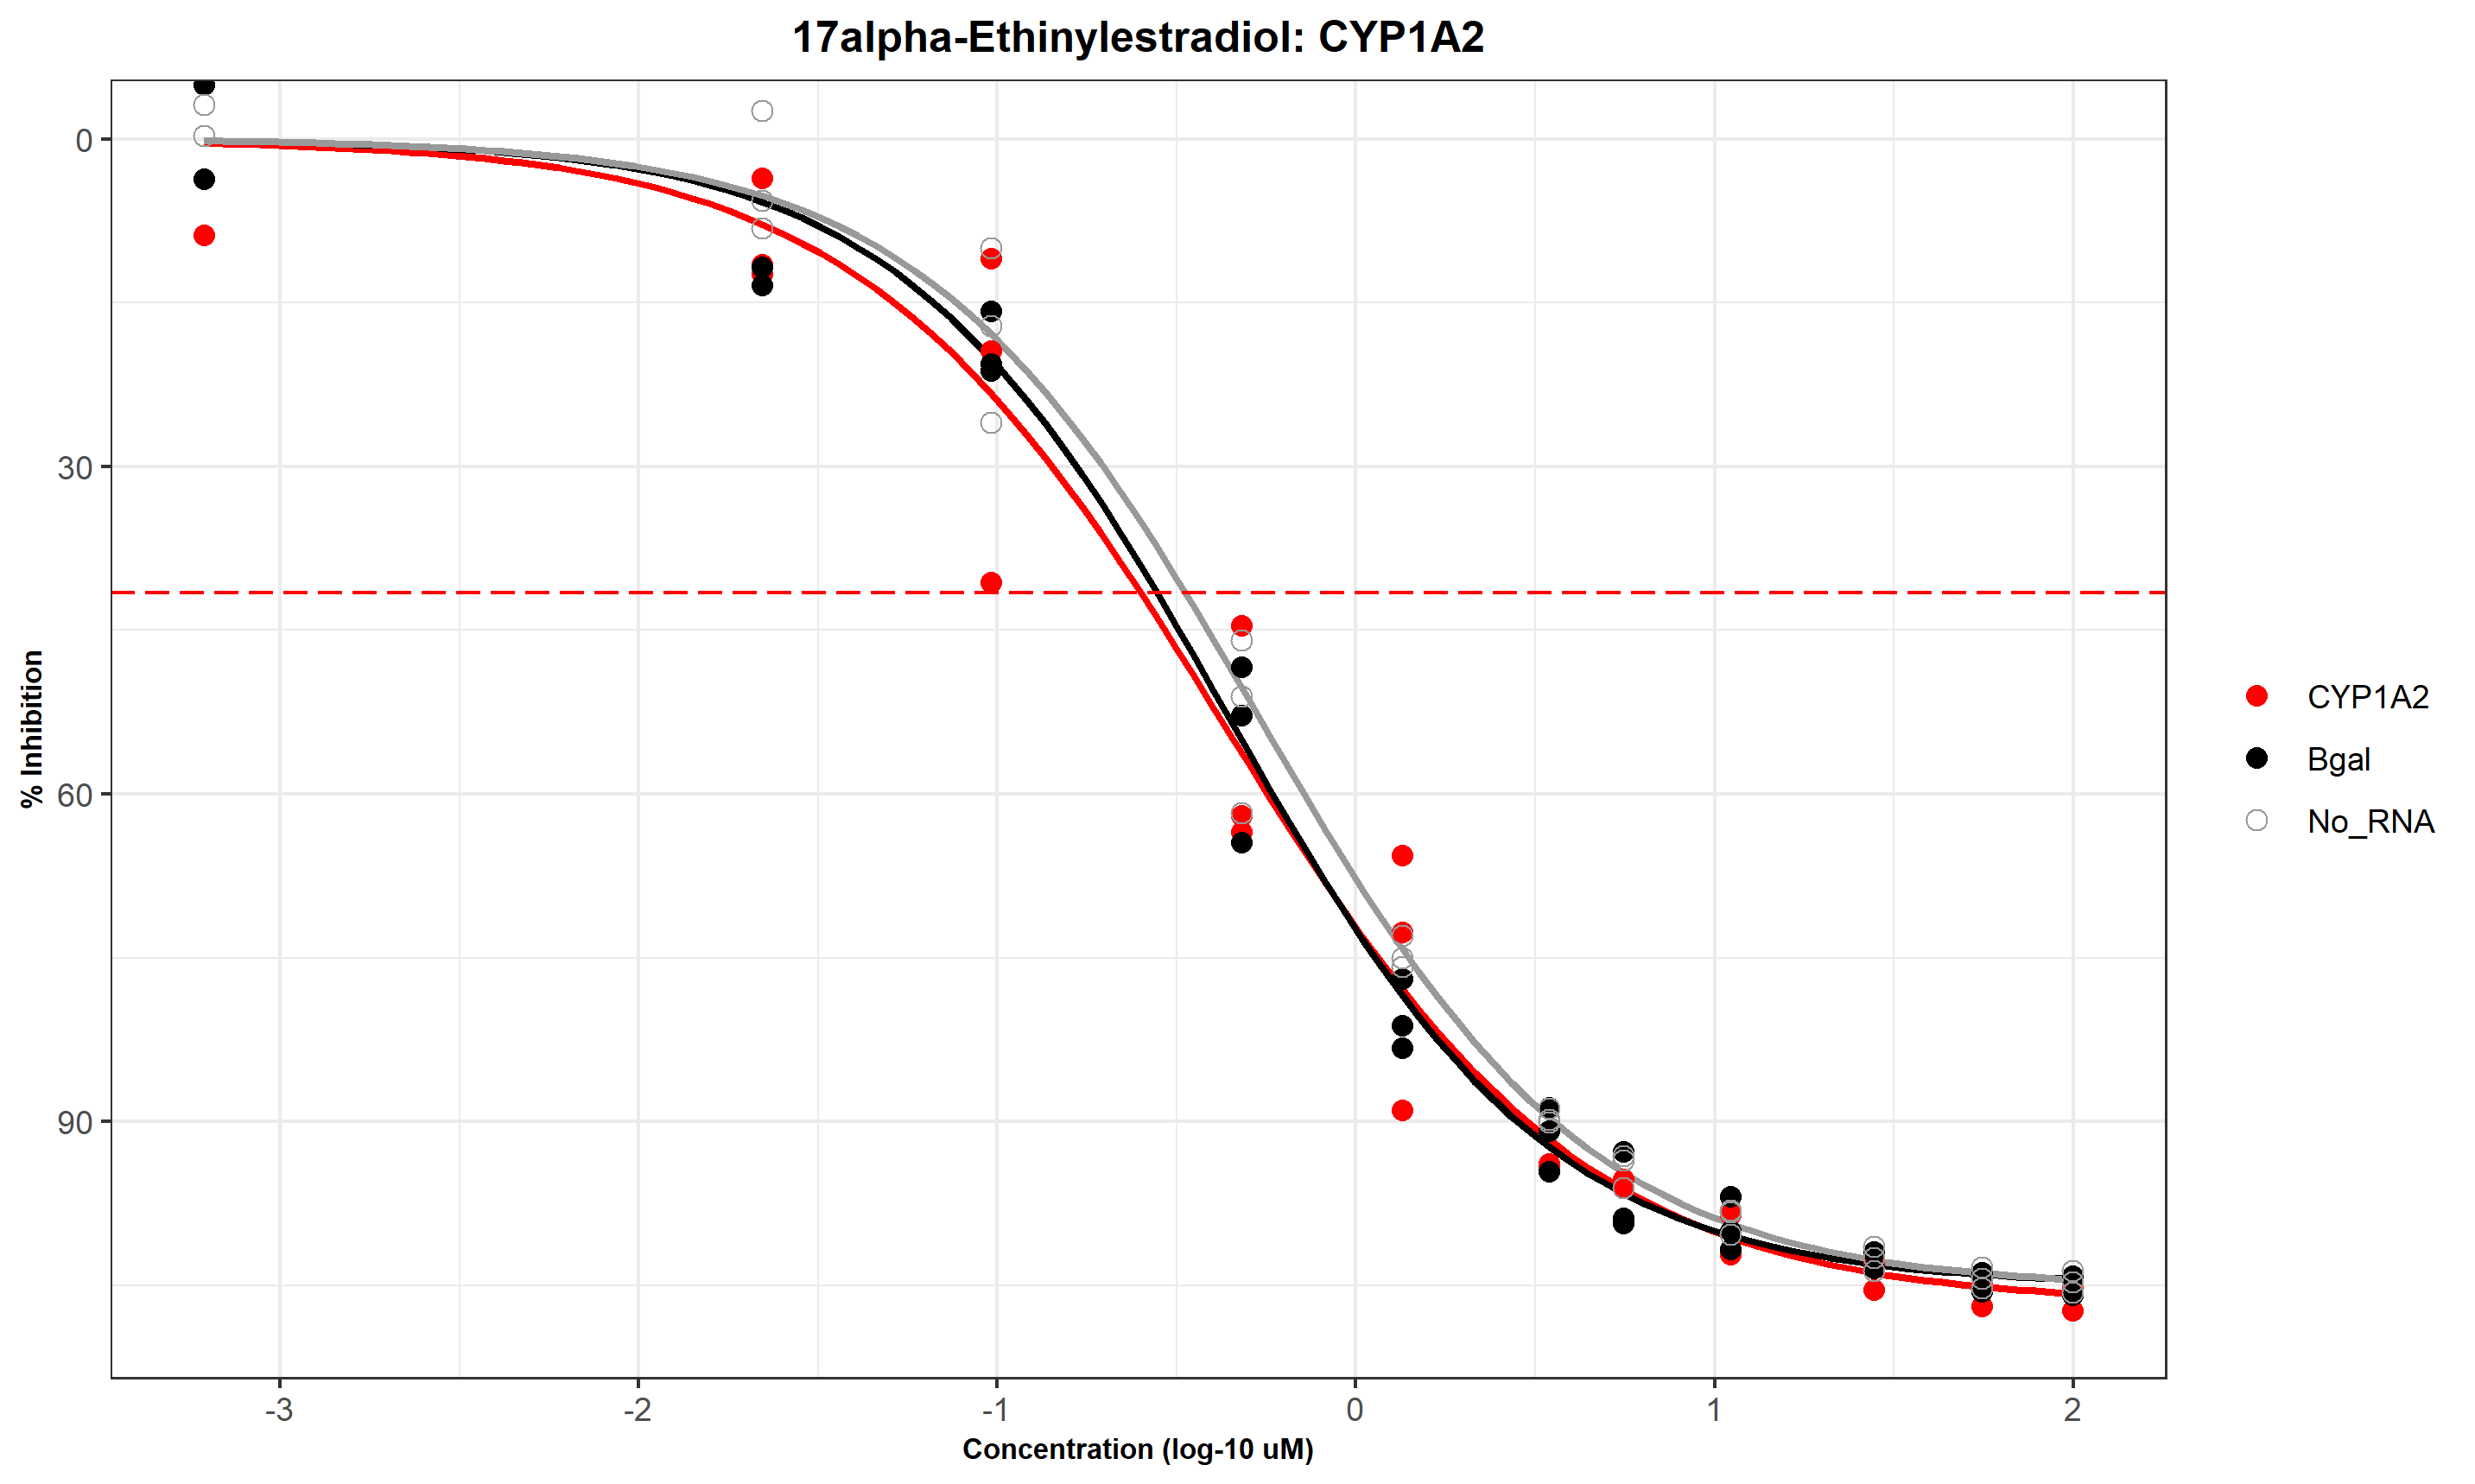 17alpha-Ethinylestradiol: CYP1A2
% Inhibition
0
30
60
90
-3
-2
-1
0
1
2
Concentration (log-10 uM)
CYP1A2
Bgal
No_RNA